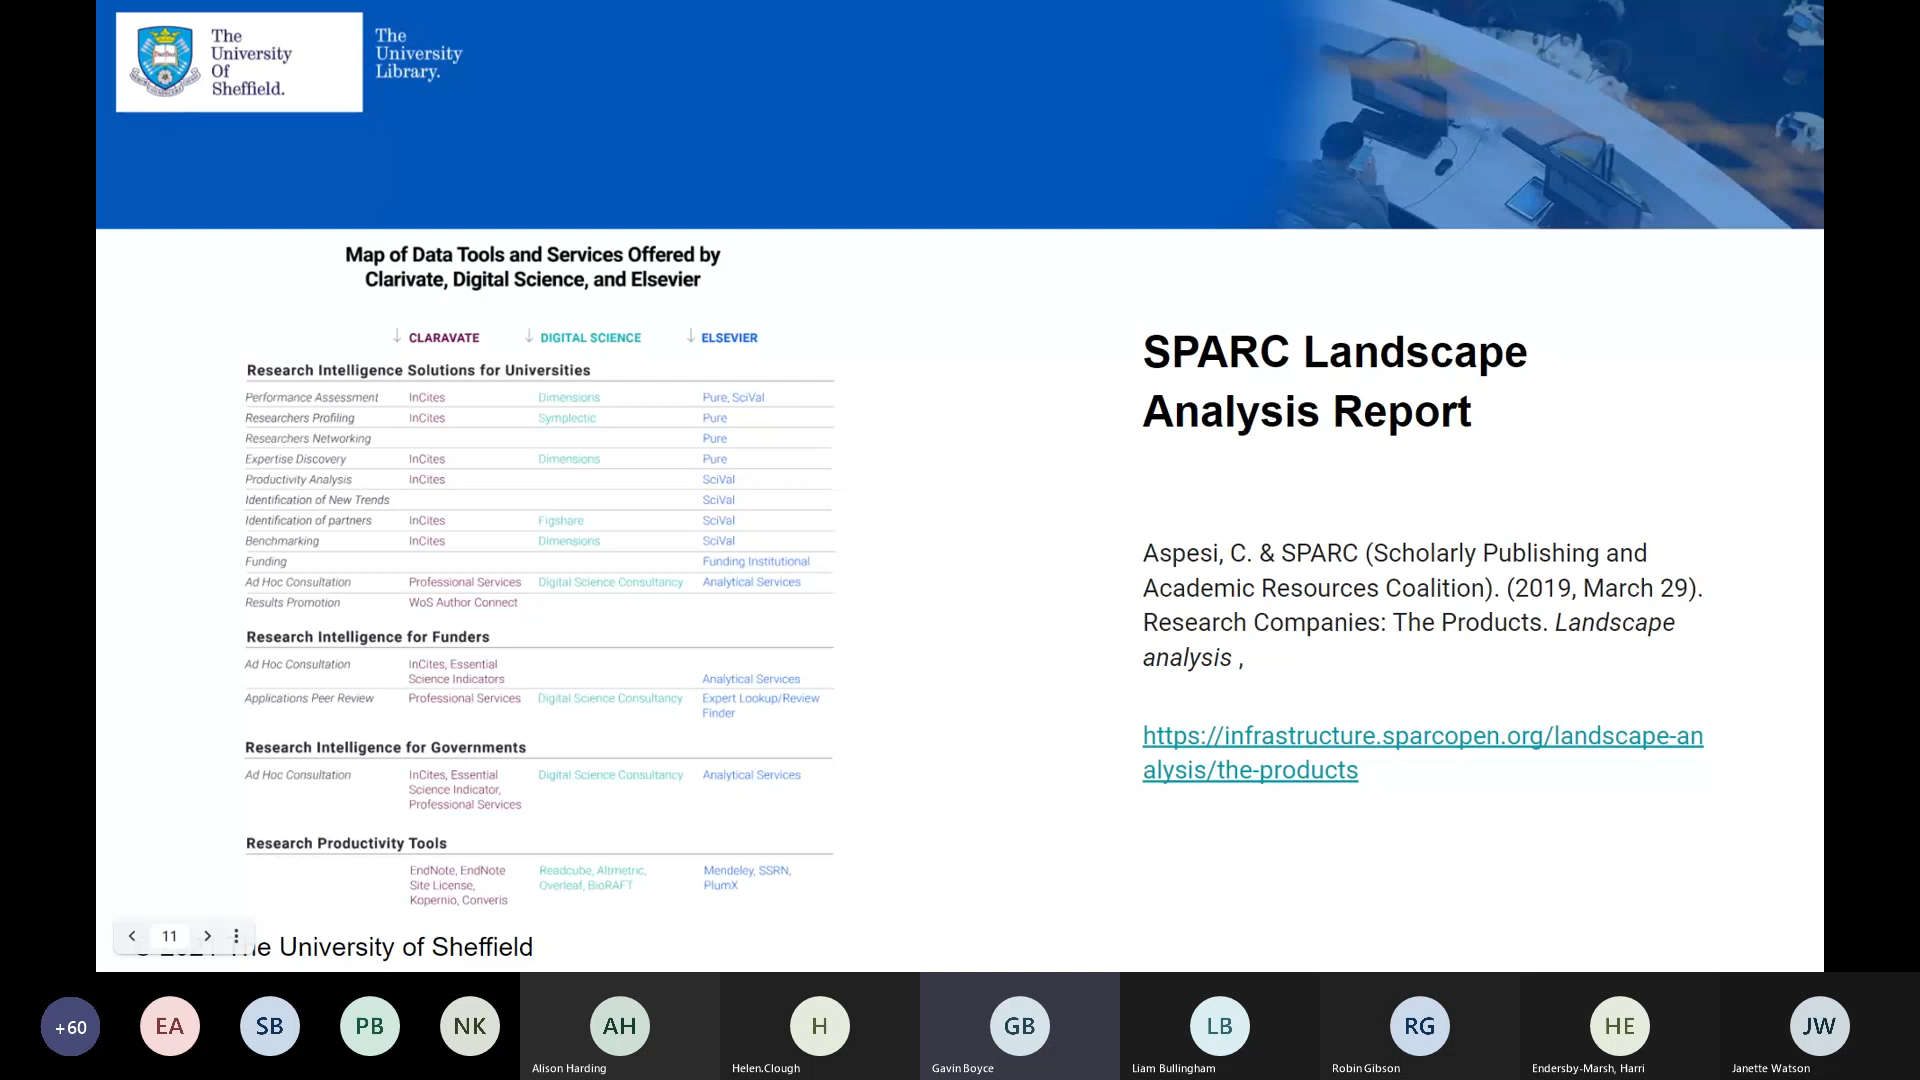 The
University
Of
Sheffield.
The
University
Library.
Map of Data Tools and Services Offered by
Clarivate, Digital Science, and Elsevier
↓ CLARAVATE ↓ DIGITAL SCIENCE ↓ ELSEVIER
Research Intelligence Solutions for Universities
Performance Assessment InCites Dimensions Pure, SciVal
Researchers Profiling InCites Symplectic Pure
Researchers Networking Pure
Expertise Discovery InCites Dimensions Pure
Productivity Analysis InCites SciVal
Identification of New Trends SciVal
Identification of partners InCites Figshare SciVal
Benchmarking InCites Dimensions SciVal
Funding Funding Institutional
Ad Hoc Consultation Professional Services Digital Science Consultancy Analytical Services
Results Promotion WoS Author Connect
Research Intelligence for Funders
Ad Hoc Consultation InCites, Essential
Science Indicators Analytical Services
Applications Peer Review Professional Services Digital Science Consultancy Expert Lookup/Review
Finder
Research Intelligence for Governments
Ad Hoc Consultation InCites, Essential Digital Science Consultancy Analytical Services
Science Indicator,
Professional Services
Research Productivity Tools
EndNote, EndNote Readcube, Altmetric, Mendeley, SSRN,
Site License, Overleaf, BioRAFT PlumX
Kopernio, Converis
SPARC Landscape
Analysis Report
Aspesi, C. & SPARC (Scholarly Publishing and
Academic Resources Coalition). (2019, March 29).
Research Companies: The Products. Landscape
analysis ,
https://infrastructure.sparcopen.org/landscape-an
alysis/the-products
11
The University of Sheffield
+60 EA SB PB NK AH H GB LB RG HE JW
Alison Harding Helen.Clough Gavin Boyce Liam Bullingham Robin Gibson Endersby-Marsh, Harri Janette Watson